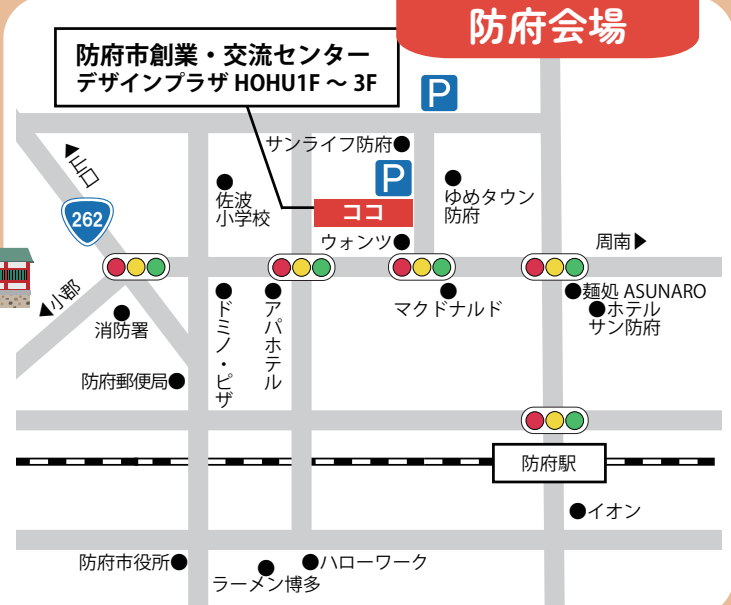 防府会場
防府市創業・交流センター
デザインプラザ HOHU1F ～ 3F
P
サンライフ防府
P
山口
佐波
小学校
ゆめタウン
防府
262
ココ
ウォンツ
周南
小郡
消防署
ドミノ・ピザ
アパホテル
マクドナルド
麺処 ASUNARO
ホテル
サン防府
防府郵便局
防府駅
イオン
防府市役所
ハローワーク
ラーメン博多